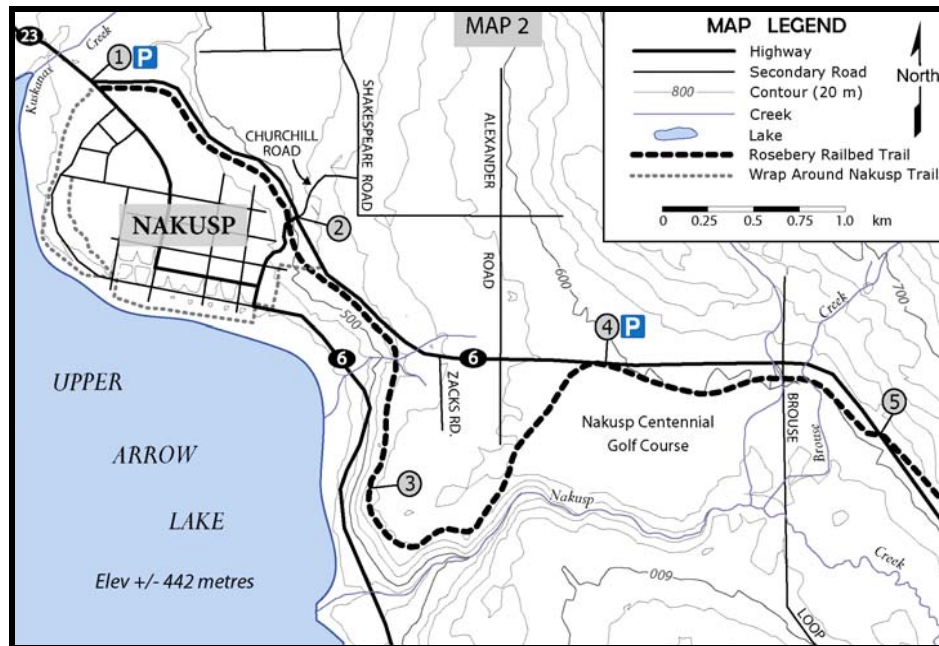 MAP 2
MAP LEGEND
Highway
Secondary Road
800
Contour (20 m)
Creek
Lake
Rosebery Railbed Trail
Wrap Around Nakusp Trail
0 0.25 0.5 0.75 1.0
km
North
23
Kuskanax
Creek
1 P
SHAKESPEARE ROAD
CHURCHILL
ROAD
ALEXANDER
ROAD
NAKUSP
2
600
700
Creek
500
4 P
6
6
ZACKS RD.
BROUSE
5
UPPER
ARROW
LAKE
Elev +/- 442 metres
Nakusp Centennial
Golf Course
Brouse
3
Nakusp
Creek
600
LOOP